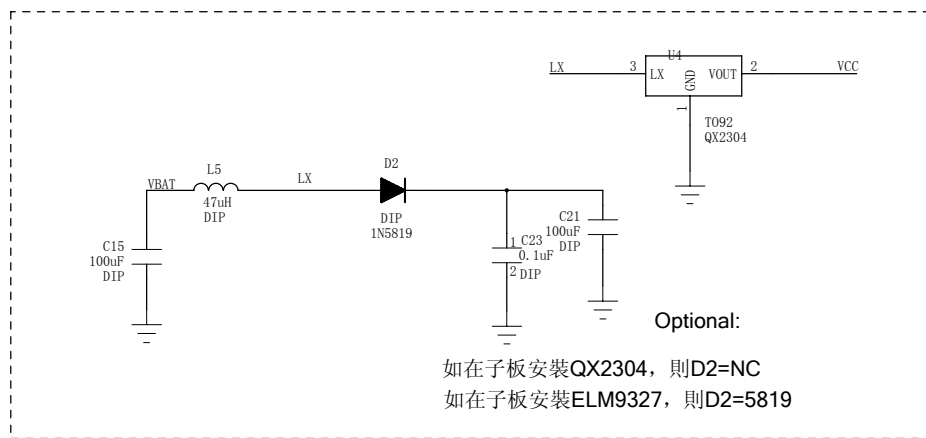 U4
LX
3
LX
GND
VOUT
2
VCC
1
TO92
QX2304
D2
L5
VBAT
LX
47uH
DIP
DIP
1N5819
C15
100uF
DIP
1
C23
0.1uF
2
DIP
C21
100uF
DIP
Optional:
如在子板安裝QX2304，則D2=NC
如在子板安裝ELM9327，則D2=5819